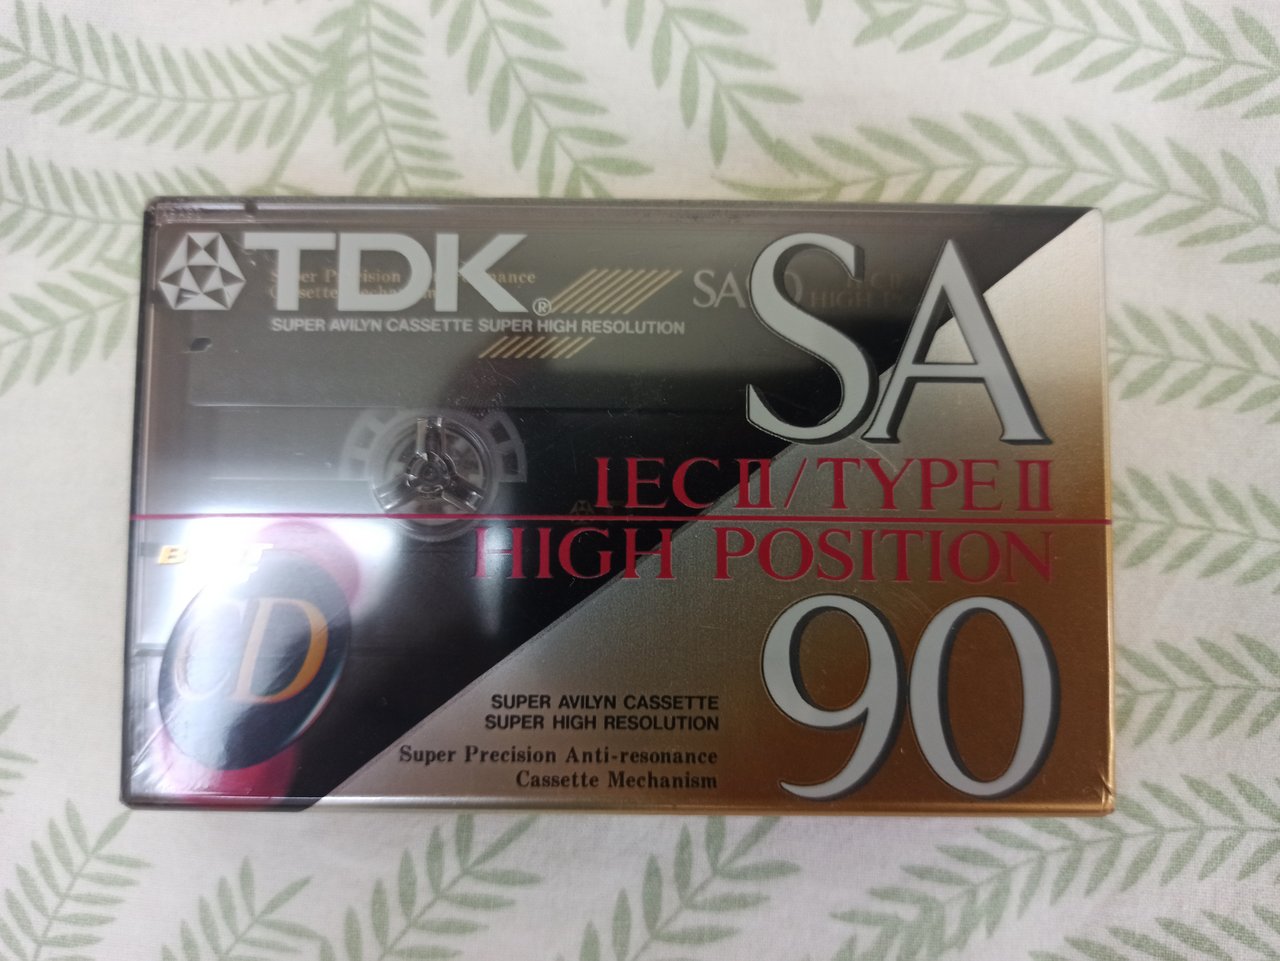 TDK®
SUPER AVILYN CASSETTE SUPER HIGH RESOLUTION
SA
SA
IEC II/TYPE II
HIGH POSITION
CD
90
SUPER AVILYN CASSETTE
SUPER HIGH RESOLUTION
Super Precision Anti-resonance
Cassette Mechanism